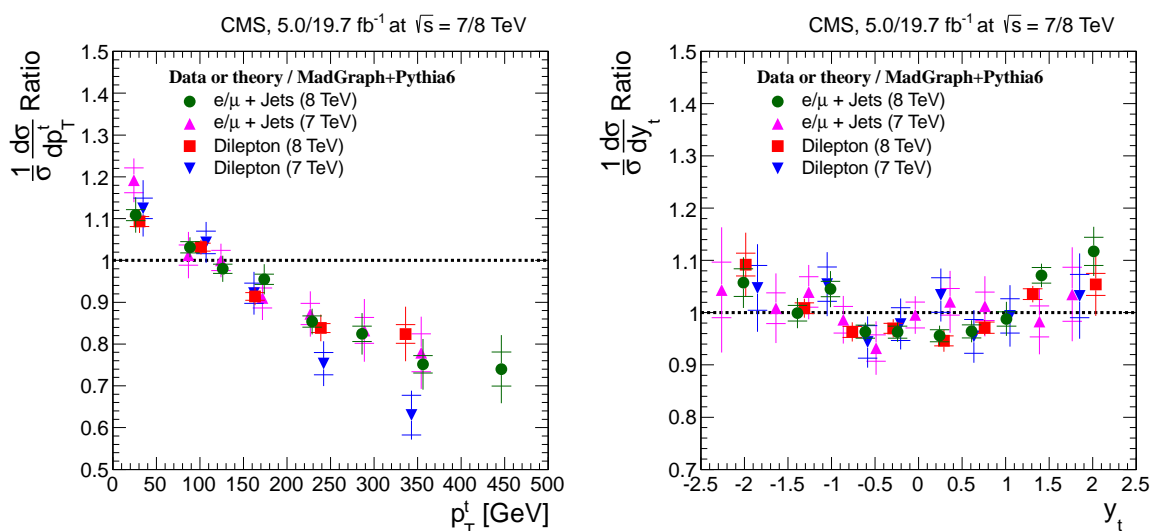 CMS, 5.0/19.7 fb⁻¹ at √s = 7/8 TeV
1/σ dσ/dp_T^t Ratio
Data or theory / MadGraph+Pythia6
e/μ + Jets (8 TeV)
e/μ + Jets (7 TeV)
Dilepton (8 TeV)
Dilepton (7 TeV)
1.5
1.4
1.3
1.2
1.1
1
0.9
0.8
0.7
0.6
0.5
0 50 100 150 200 250 300 350 400 450 500
p_T^t [GeV]
CMS, 5.0/19.7 fb⁻¹ at √s = 7/8 TeV
1/σ dσ/dy_t Ratio
Data or theory / MadGraph+Pythia6
e/μ + Jets (8 TeV)
e/μ + Jets (7 TeV)
Dilepton (8 TeV)
Dilepton (7 TeV)
1.5
1.4
1.3
1.2
1.1
1
0.9
0.8
0.7
-2.5 -2 -1.5 -1 -0.5 0 0.5 1 1.5 2 2.5
y_t